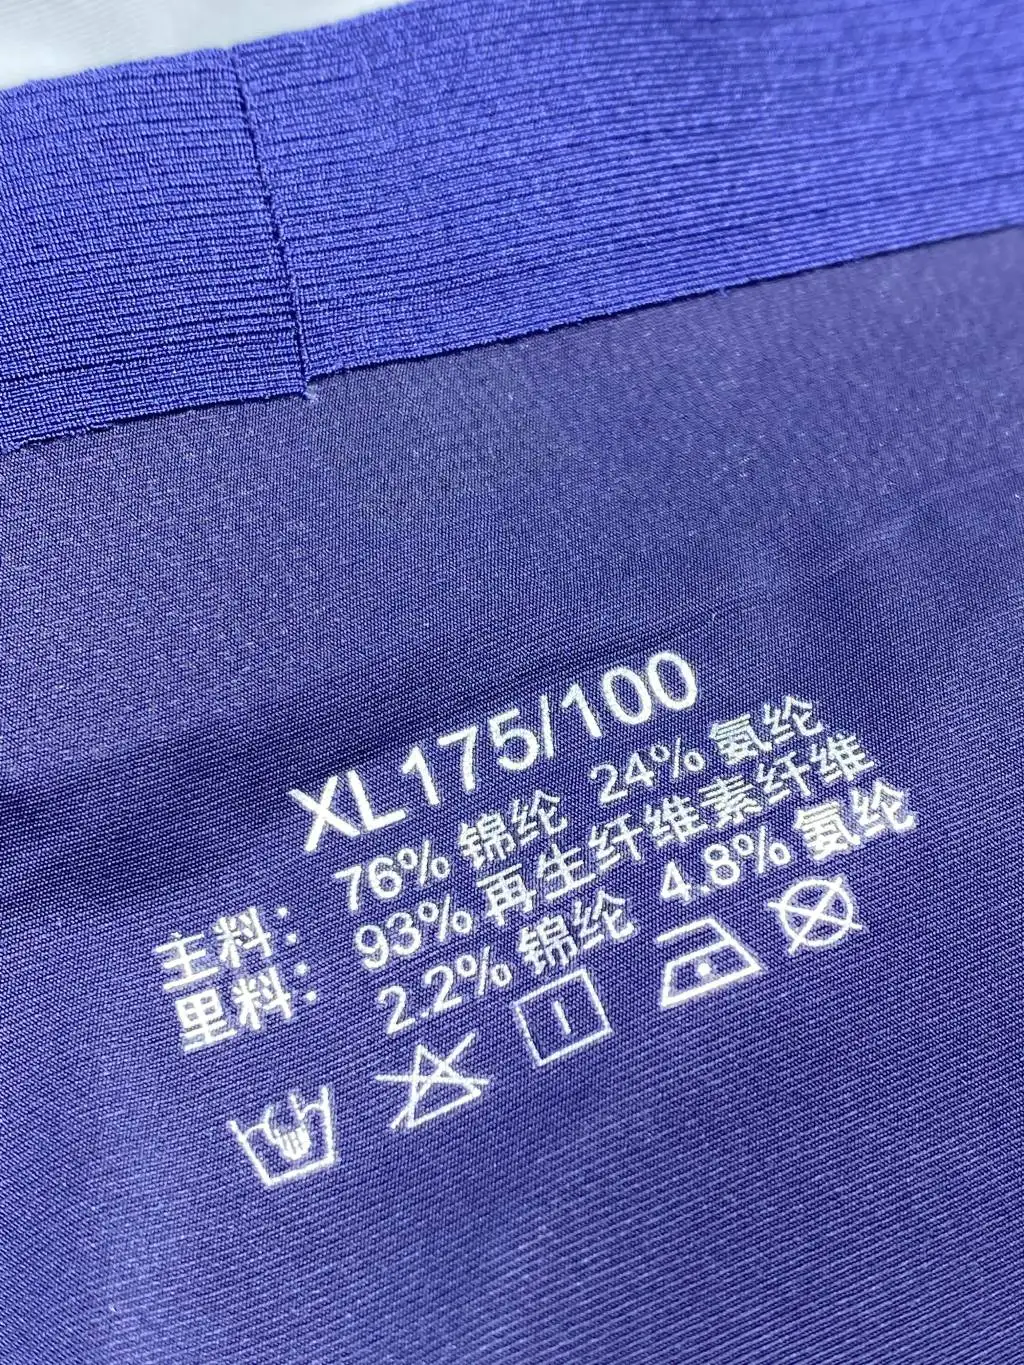 XL175/100
主料: 76% 锦纶 24% 氨纶
里料: 93% 再生纤维素纤维
2.2% 锦纶 4.8% 氨纶